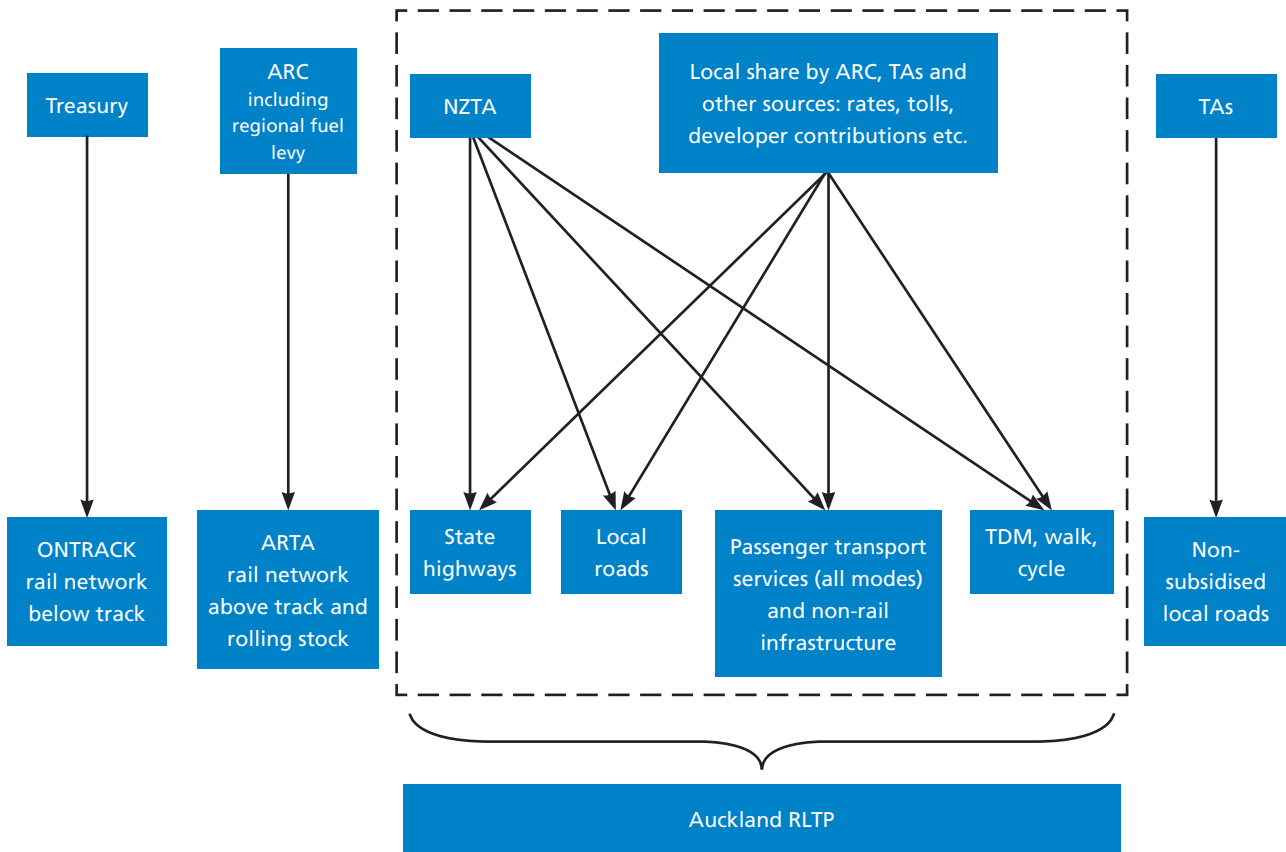 Treasury
ARC
including
regional fuel
levy
NZTA
Local share by ARC, TAs and
other sources: rates, tolls,
developer contributions etc.
TAs
ONTRACK
rail network
below track
ARTA
rail network
above track and
rolling stock
State
highways
Local
roads
Passenger transport
services (all modes)
and non-rail
infrastructure
TDM, walk,
cycle
Non-
subsidised
local roads
Auckland RLTP